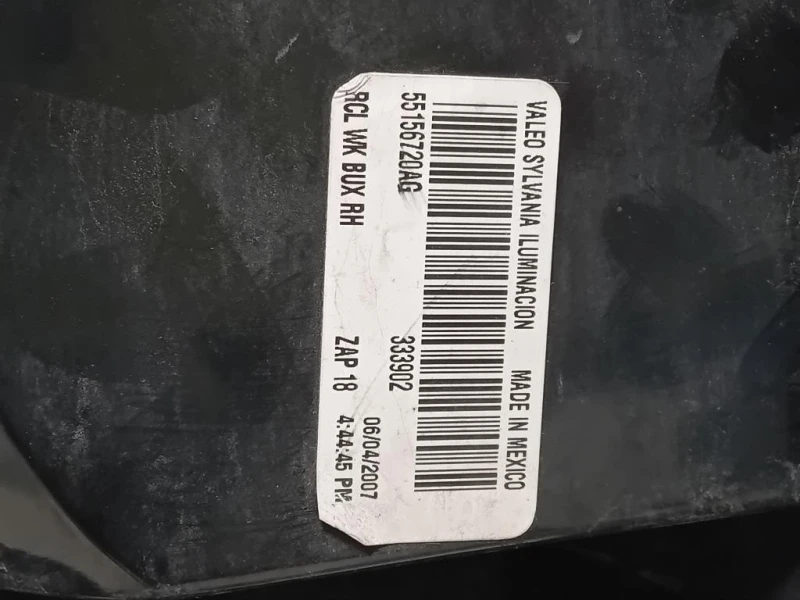 VALEO SYLVANIA ILUMINACION MADE IN MEXICO
55156720AG 333902 06/04/2007
RCL WK BUX RH ZAP 18 4:44:45 PM